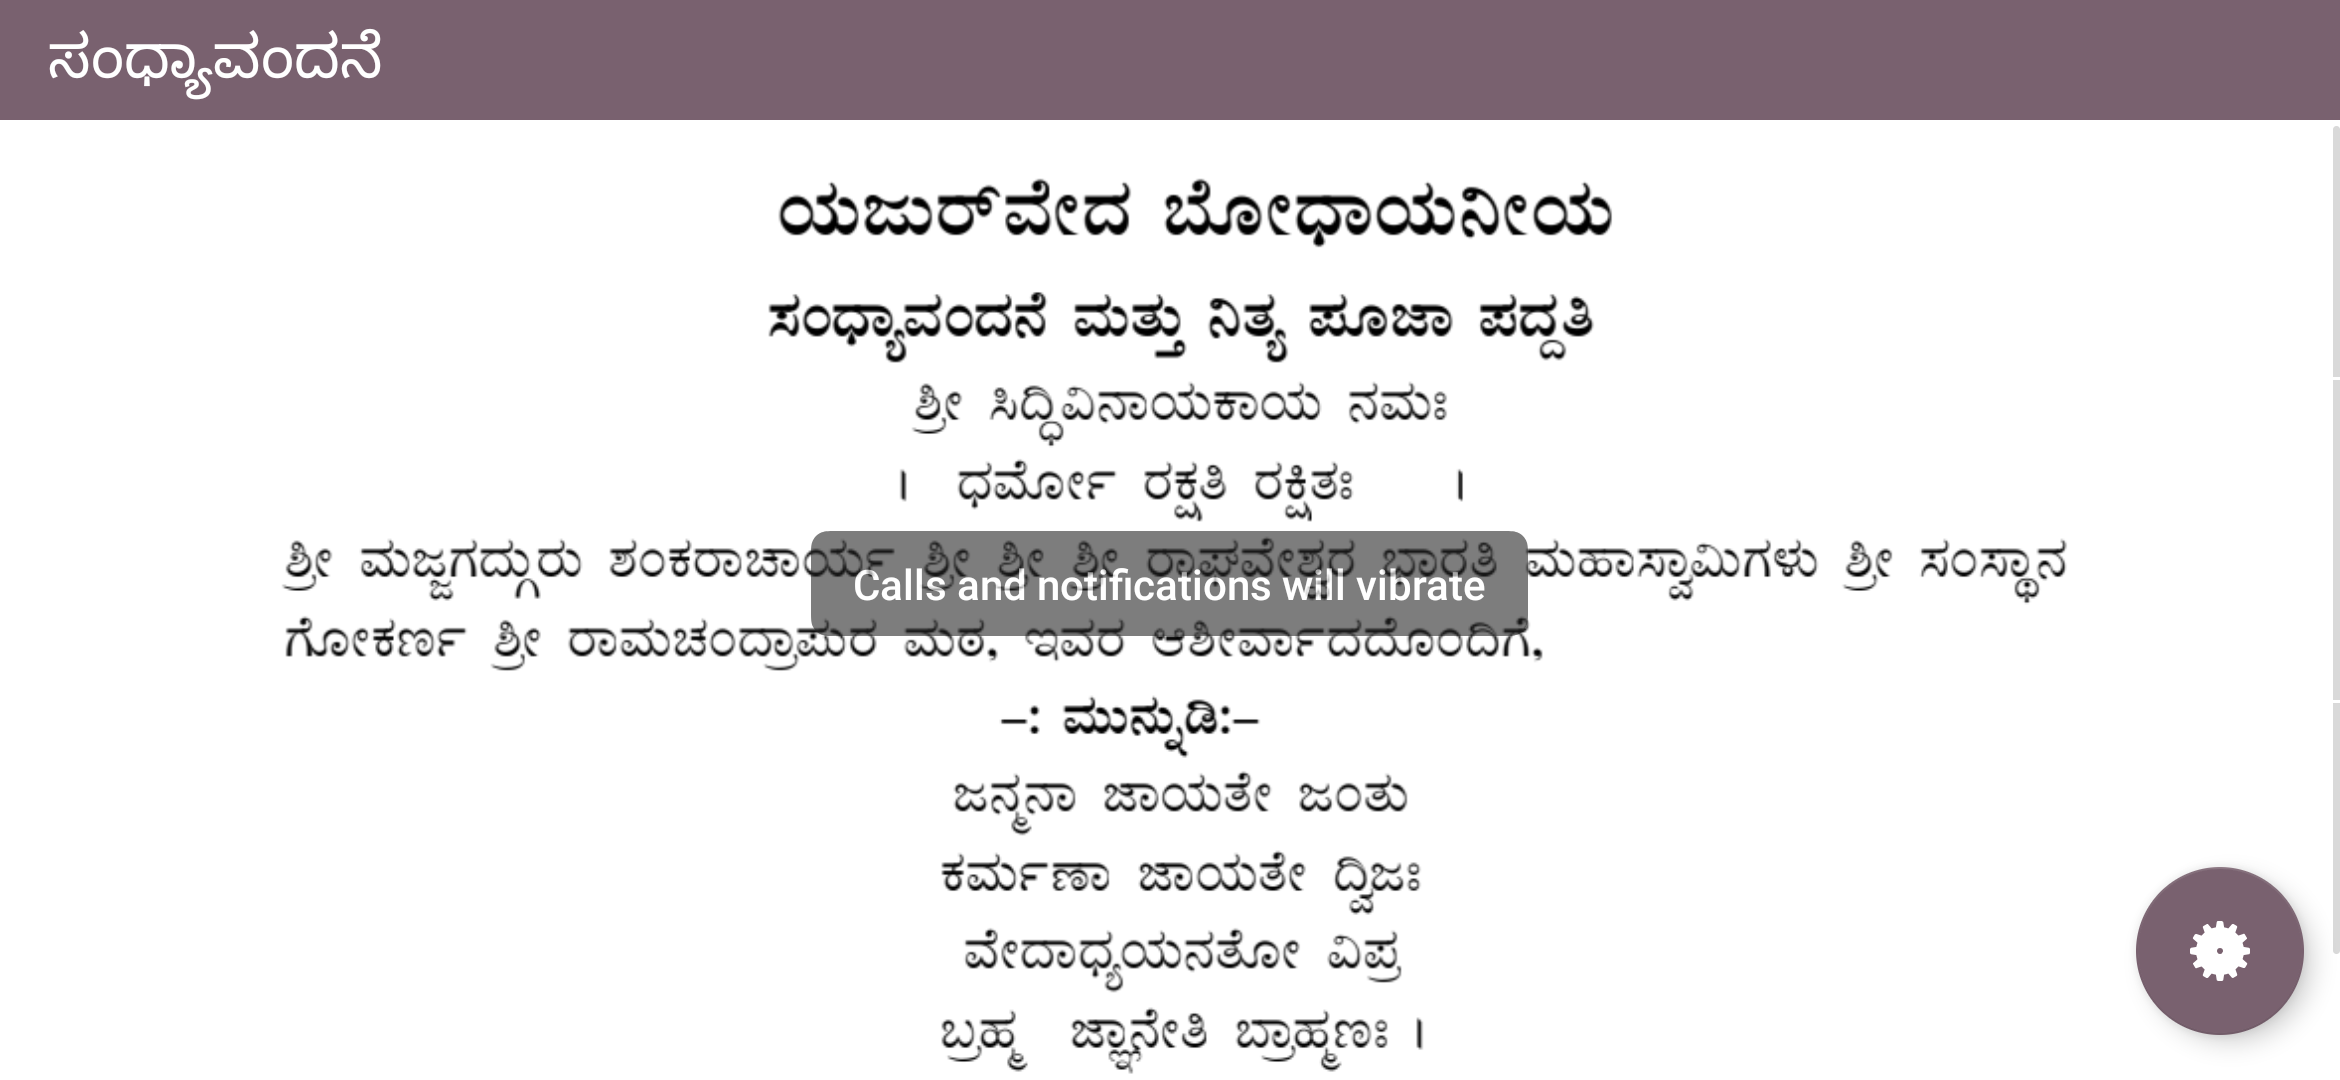 ಸಂಧ್ಯಾವಂದನೆ
ಯಜುರ್‌ವೇದ ಬೋಧಾಯನೀಯ
ಸಂಧ್ಯಾವಂದನೆ ಮತ್ತು ನಿತ್ಯ ಪೂಜಾ ಪದ್ದತಿ
ಶ್ರೀ ಸಿದ್ಧಿವಿನಾಯಕಾಯ ನಮಃ
। ಧರ್ಮೋ ರಕ್ಷತಿ ರಕ್ಷಿತಃ ।
ಶ್ರೀ ಮಜ್ಜಗದ್ಗುರು ಶಂಕರಾಚಾರ್ಯ ಶ್ರೀ ಶ್ರೀ ಶ್ರೀ ರಾಘವೇಶ್ವರ ಭಾರತಿ ಮಹಾಸ್ವಾಮಿಗಳು ಶ್ರೀ ಸಂಸ್ಥಾನ
Calls and notifications will vibrate
ಗೋಕರ್ಣ ಶ್ರೀ ರಾಮಚಂದ್ರಾಪುರ ಮಠ, ಇವರ ಆಶೀರ್ವಾದದೊಂದಿಗೆ,
–: ಮುನ್ನುಡಿ:–
ಜನ್ಮನಾ ಜಾಯತೇ ಜಂತು
ಕರ್ಮಣಾ ಜಾಯತೇ ದ್ವಿಜಃ
ವೇದಾಧ್ಯಯನತೋ ವಿಪ್ರ
ಬ್ರಹ್ಮ ಜ್ಞಾನೇತಿ ಬ್ರಾಹ್ಮಣಃ ।